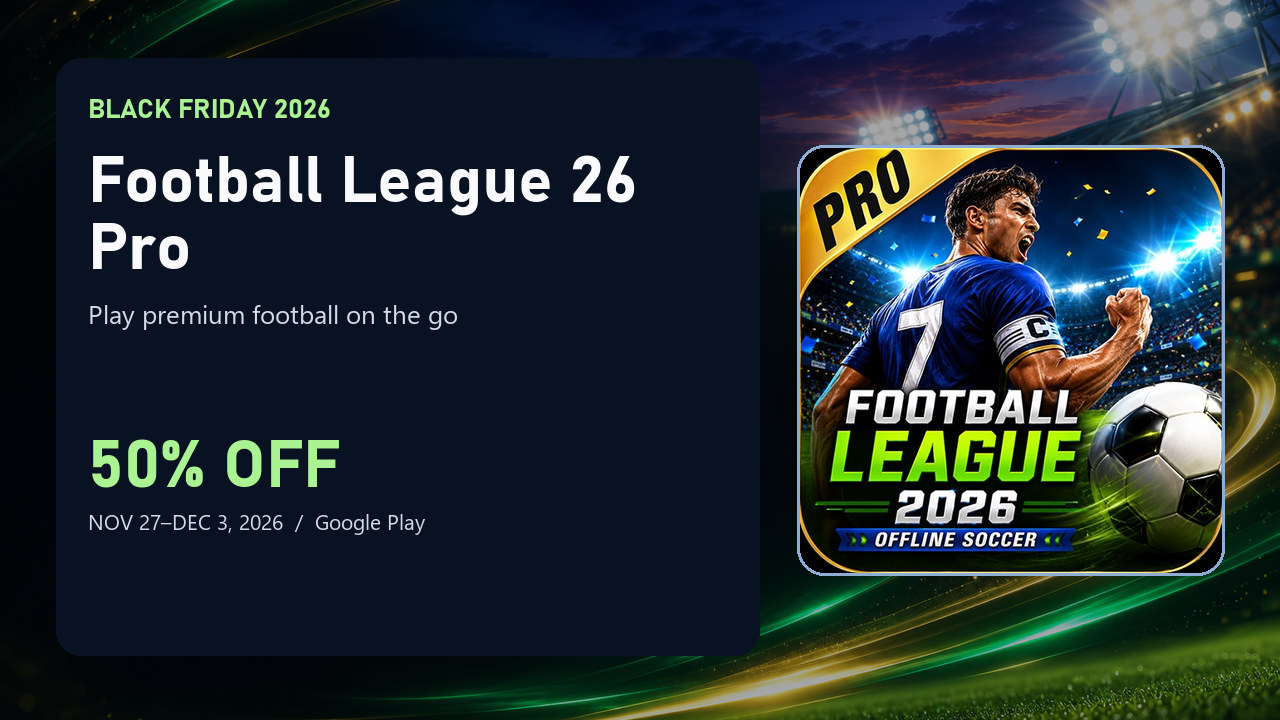 BLACK FRIDAY 2026
Football League 26
Pro
Play premium football on the go
50% OFF
NOV 27–DEC 3, 2026 / Google Play
PRO
7
C
FOOTBALL
LEAGUE
2026
OFFLINE SOCCER